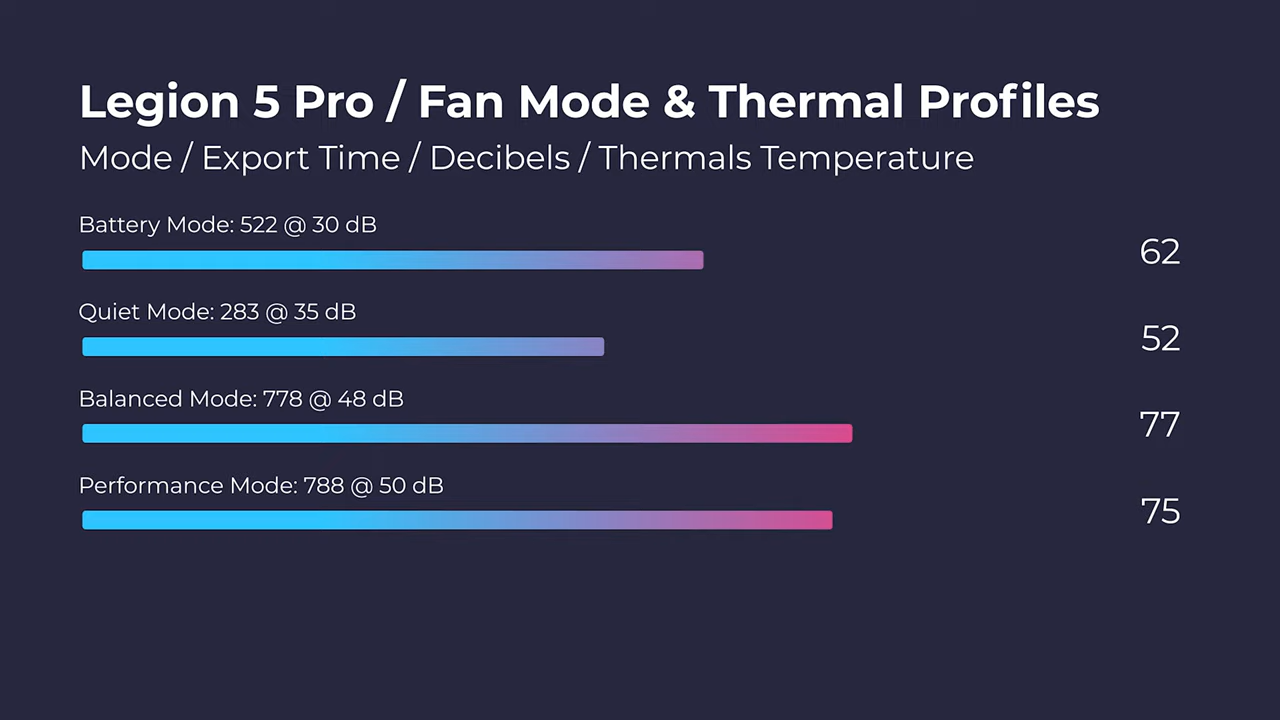 Legion 5 Pro / Fan Mode & Thermal Profiles
Mode / Export Time / Decibels / Thermals Temperature
Battery Mode: 522 @ 30 dB
62
Quiet Mode: 283 @ 35 dB
52
Balanced Mode: 778 @ 48 dB
77
Performance Mode: 788 @ 50 dB
75